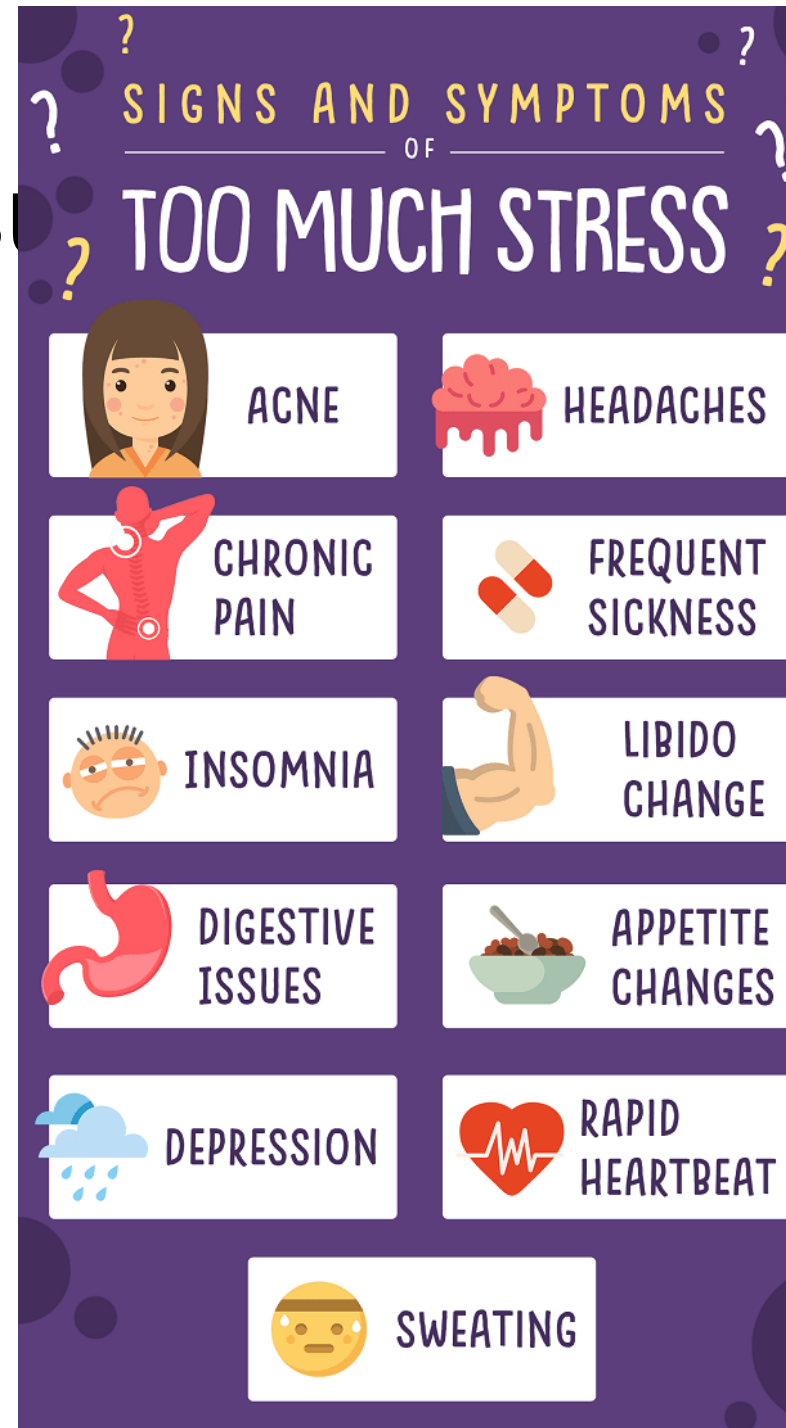 SIGNS AND SYMPTOMS
OF
TOO MUCH STRESS
ACNE
HEADACHES
CHRONIC
PAIN
FREQUENT
SICKNESS
INSOMNIA
LIBIDO
CHANGE
DIGESTIVE
ISSUES
APPETITE
CHANGES
DEPRESSION
RAPID
HEARTBEAT
SWEATING